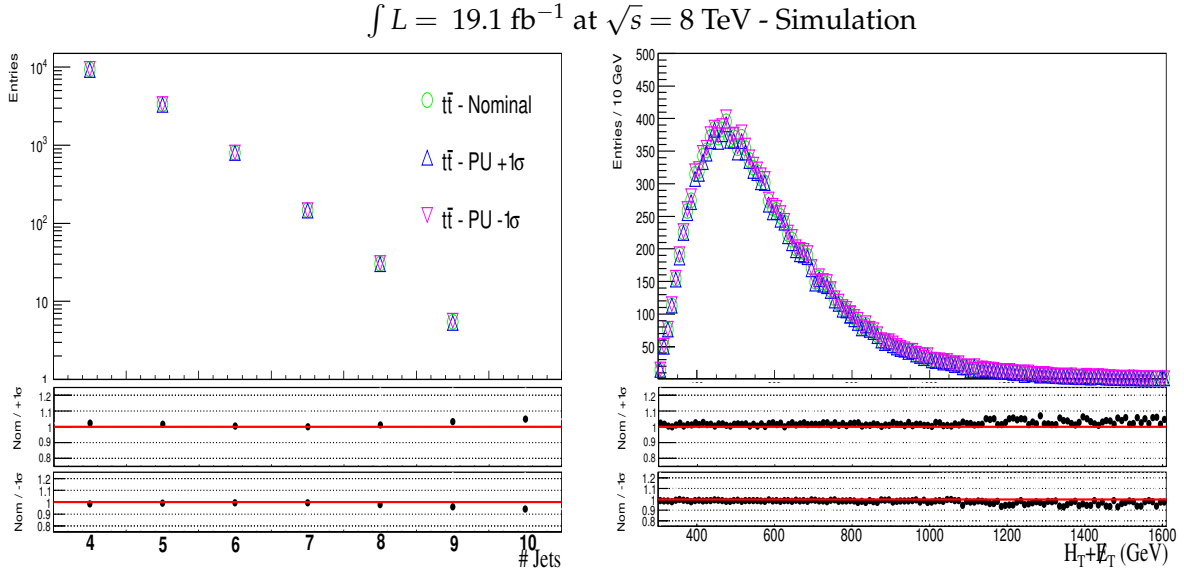 ∫ L = 19.1 fb⁻¹ at √s = 8 TeV - Simulation
Entries
10⁴
10³
10²
10
1
tt̄ - Nominal
tt̄ - PU +1σ
tt̄ - PU -1σ
Nom / +1σ
1.2
1.1
1
0.9
0.8
Nom / -1σ
1.2
1.1
1
0.9
0.8
4 5 6 7 8 9 10
# Jets
Entries / 10 GeV
500
450
400
350
300
250
200
150
100
50
Nom / +1σ
1.2
1.1
1
0.9
0.8
Nom / -1σ
1.2
1.1
1
0.9
0.8
400 600 800 1000 1200 1400 1600
H_T+E̸_T (GeV)